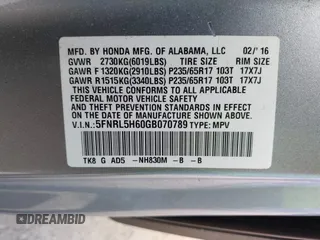 MFD. BY HONDA MFG. OF ALABAMA, LLC 02/'16
GVWR 2730KG(6019LBS) TIRE SIZE RIM SIZE
GAWR F 1320KG(2910LBS) P235/65R17 103T 17X7J
GAWR R1515KG(3340LBS) P235/65R17 103T 17X7J
THIS VEHICLE CONFORMS TO ALL APPLICABLE
FEDERAL MOTOR VEHICLE SAFETY AND THEFT
PREVENTION STANDARDS IN EFFECT ON THE
DATE OF MANUFACTURE SHOWN ABOVE.
V.I.N.:5FNRL5H60GB070789 TYPE: MPV
TK8 G AD5 -NH830M -B -B
© DREAMBID